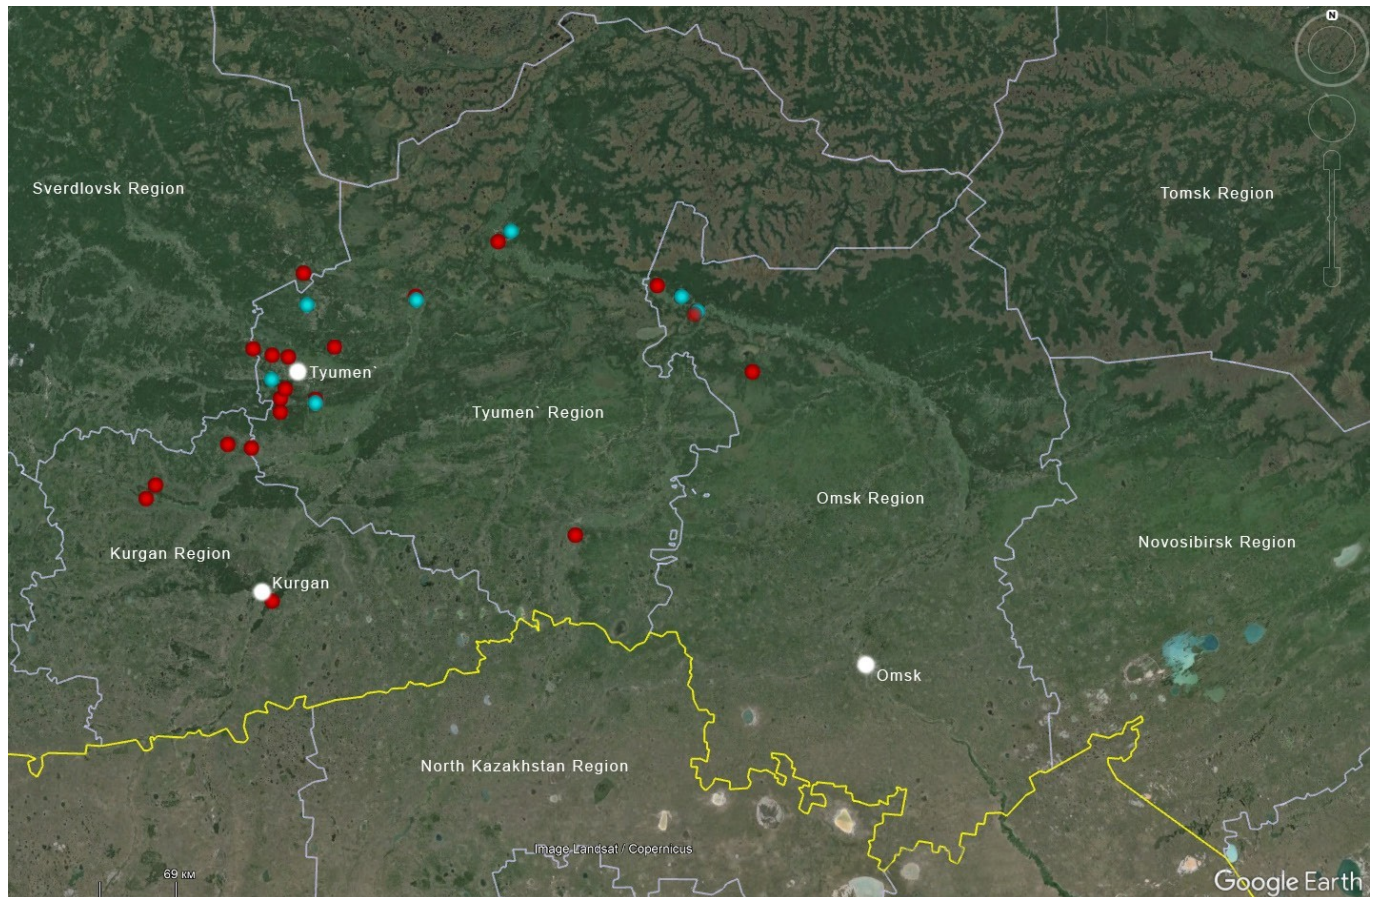 N
Sverdlovsk Region
Tomsk Region
Tyumen`
Tyumen` Region
Omsk Region
Novosibirsk Region
Kurgan Region
Kurgan
Omsk
North Kazakhstan Region
Image Landsat / Copernicus
69 км
Google Earth